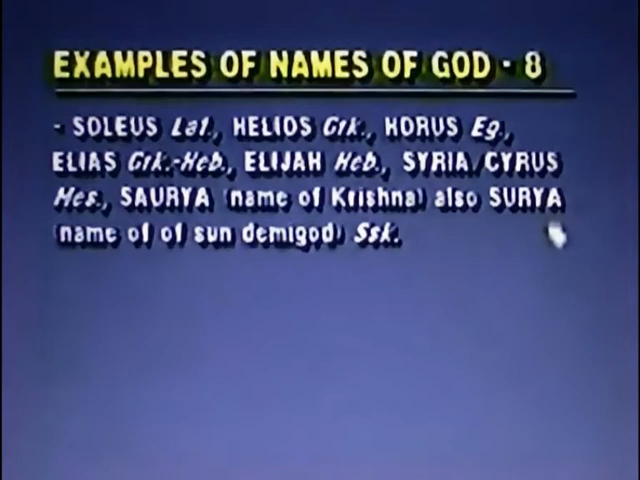 EXAMPLES OF NAMES OF GOD - 8
- SOLEUS Lat., HELIOS Grk., HORUS Eg.,
ELIAS Grk.-Heb., ELIJAH Heb., SYRIA/CYRUS
Mes., SAURYA (name of Krishna) also SURYA
(name of of sun demigod) Ssk.